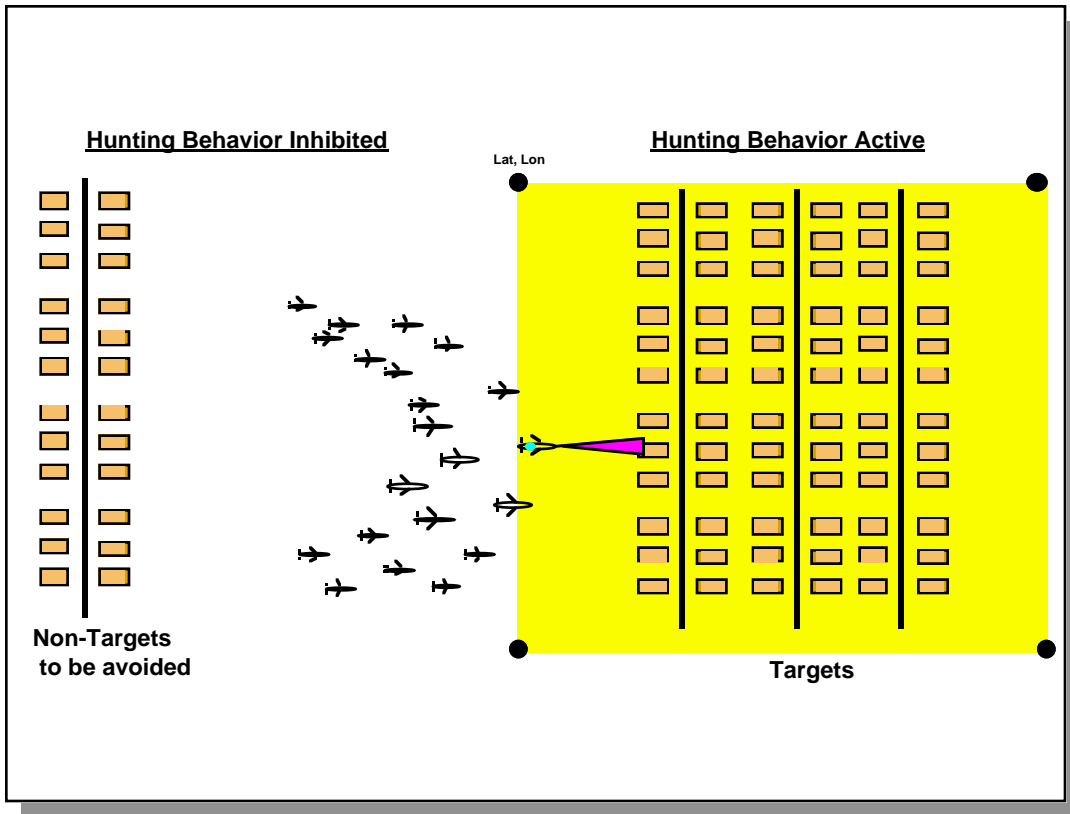 Hunting Behavior Inhibited
Hunting Behavior Active
Lat, Lon
Non-Targets
to be avoided
Targets